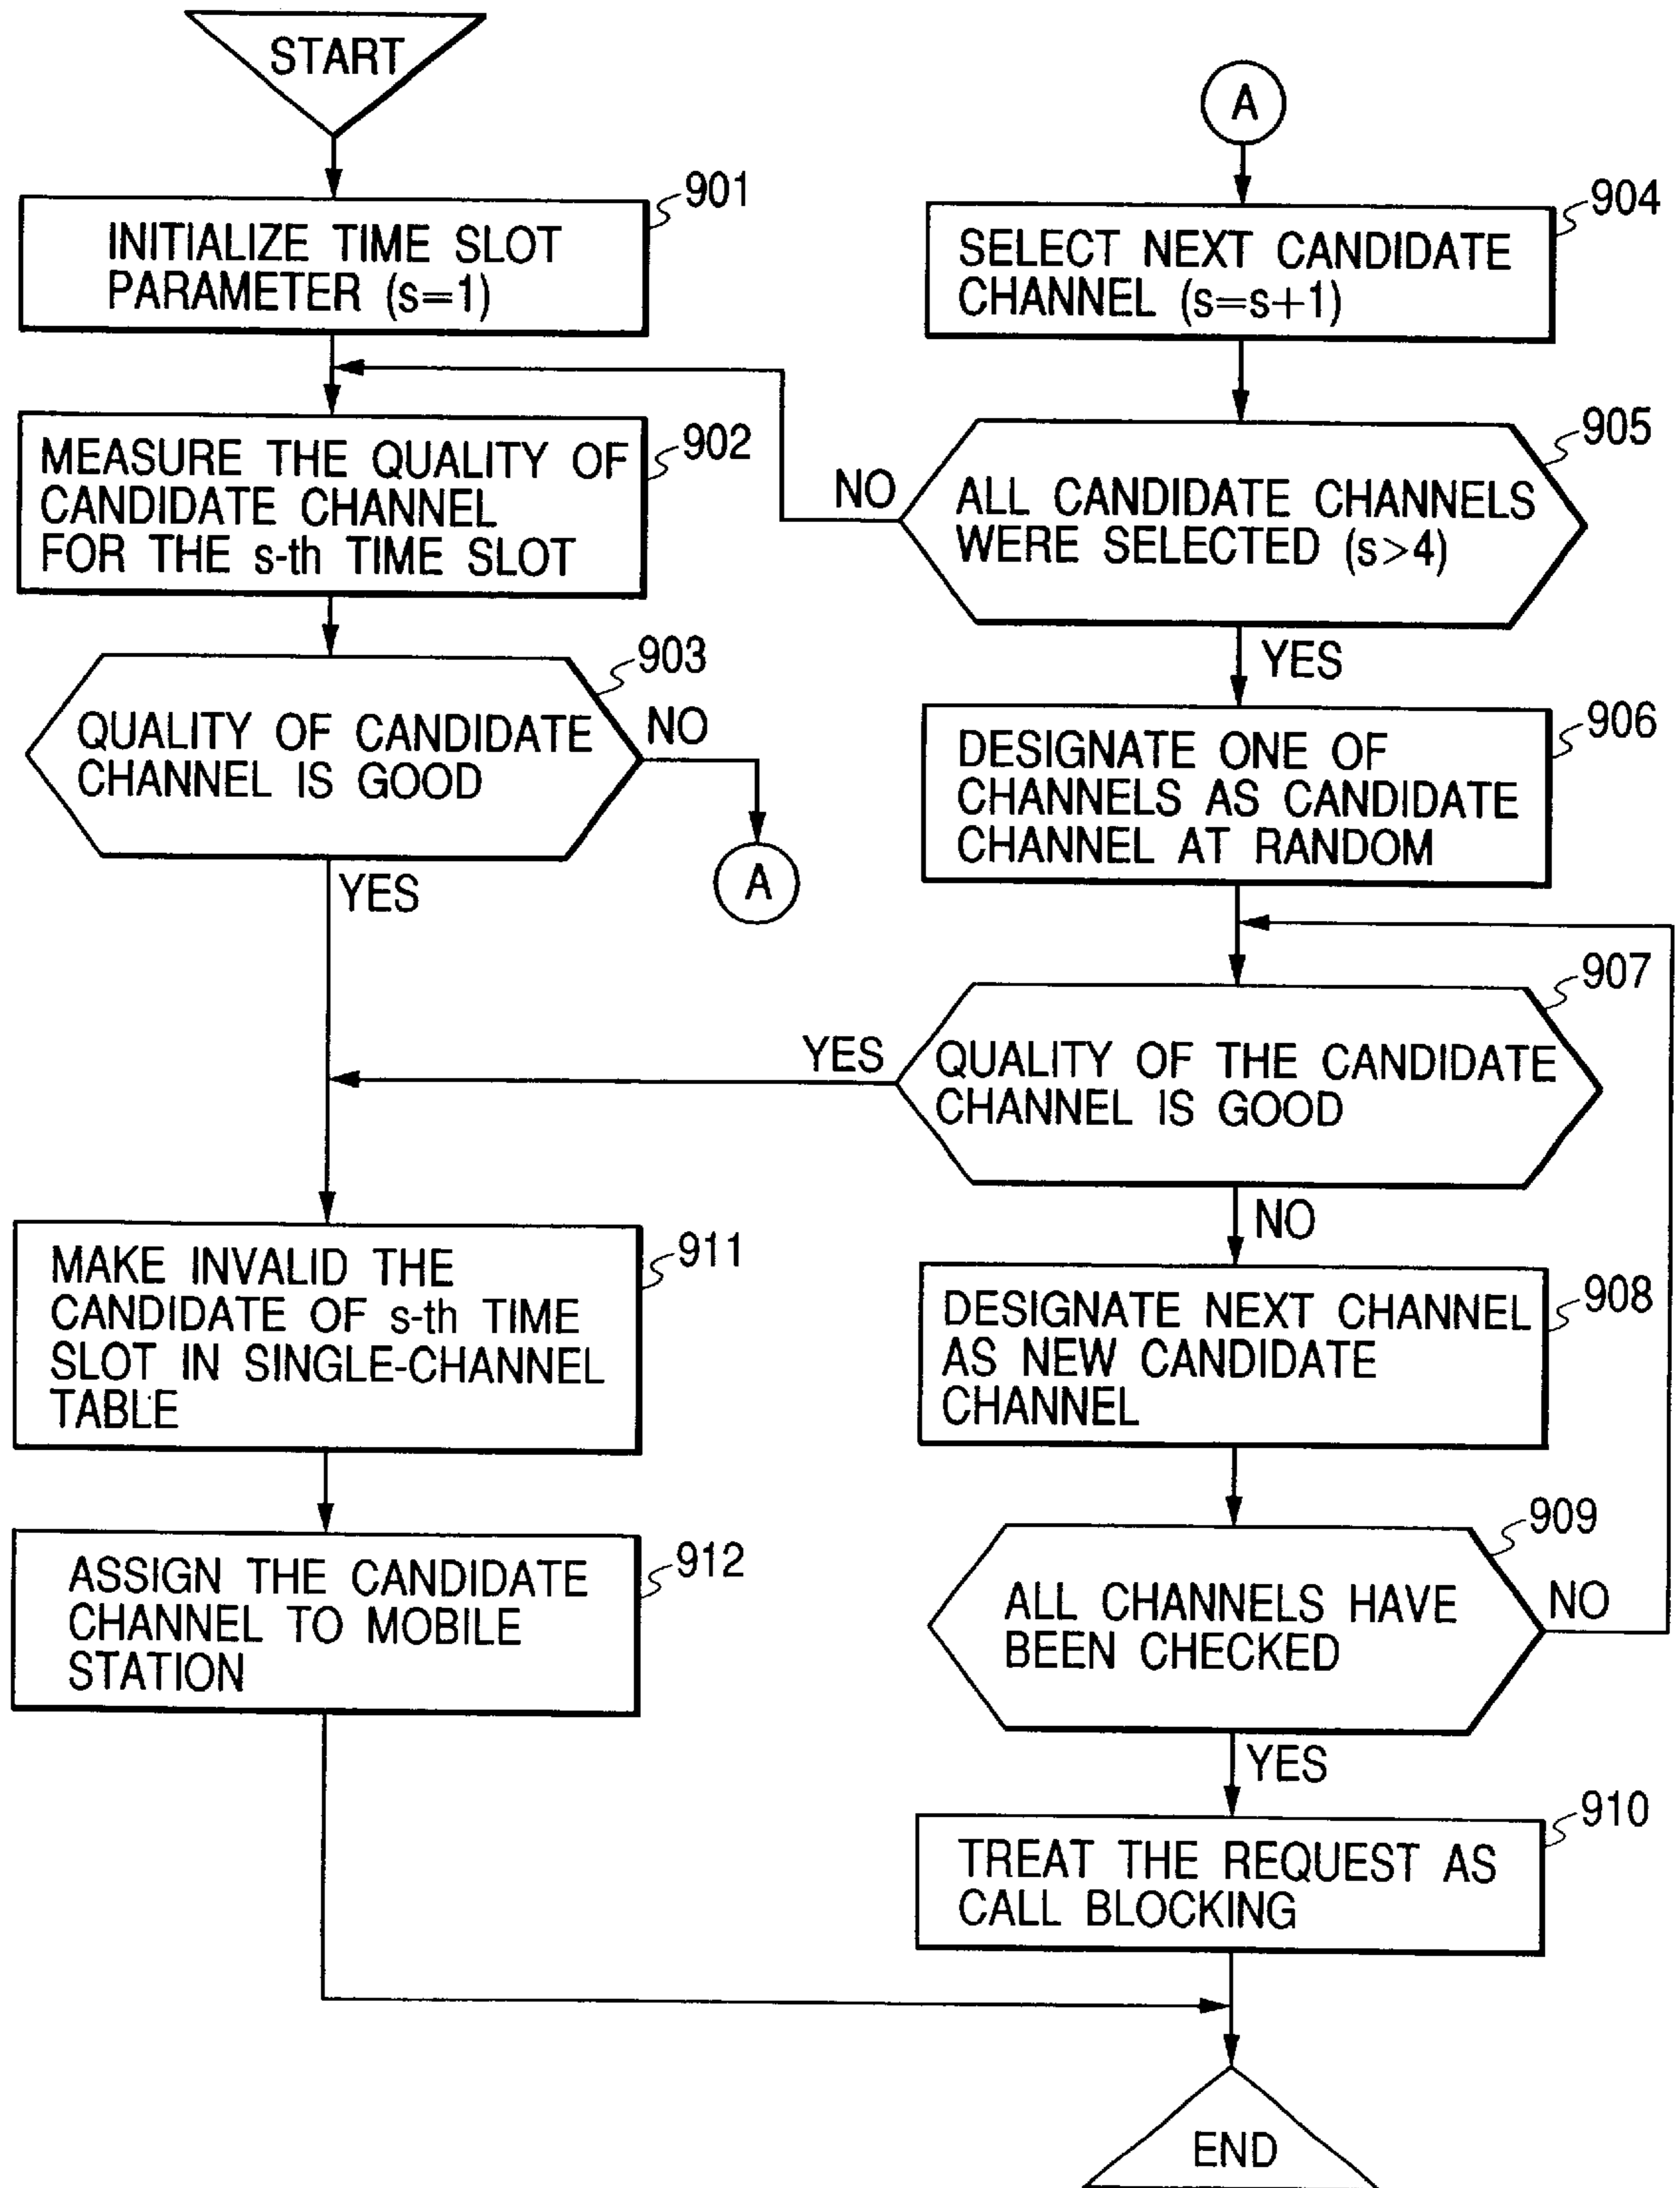 START
901
INITIALIZE TIME SLOT
PARAMETER (s=1)
902
MEASURE THE QUALITY OF
CANDIDATE CHANNEL
FOR THE s-th TIME SLOT
903
QUALITY OF CANDIDATE
CHANNEL IS GOOD
NO
A
YES
911
MAKE INVALID THE
CANDIDATE OF s-th TIME
SLOT IN SINGLE-CHANNEL
TABLE
912
ASSIGN THE CANDIDATE
CHANNEL TO MOBILE
STATION
A
904
SELECT NEXT CANDIDATE
CHANNEL (s=s+1)
905
NO
ALL CANDIDATE CHANNELS
WERE SELECTED (s>4)
YES
906
DESIGNATE ONE OF
CHANNELS AS CANDIDATE
CHANNEL AT RANDOM
907
YES
QUALITY OF THE CANDIDATE
CHANNEL IS GOOD
NO
908
DESIGNATE NEXT CHANNEL
AS NEW CANDIDATE
CHANNEL
909
ALL CHANNELS HAVE
BEEN CHECKED
NO
YES
910
TREAT THE REQUEST AS
CALL BLOCKING
END